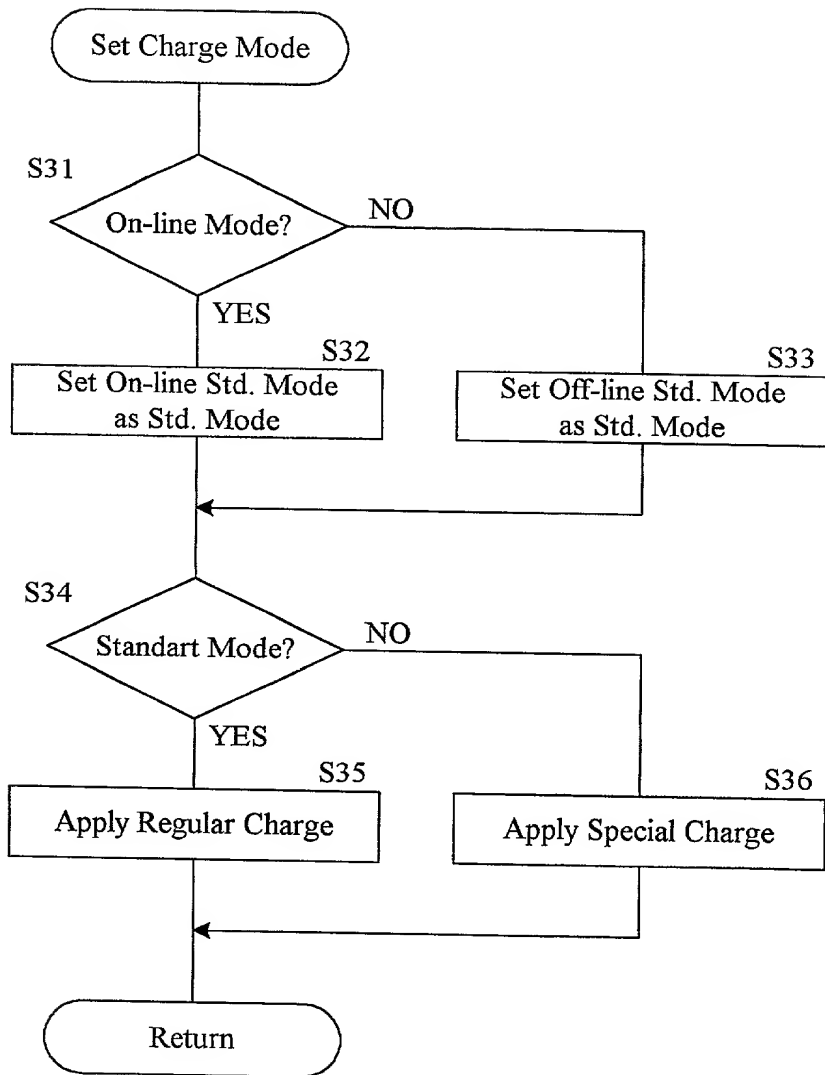 Set Charge Mode
S31
On-line Mode?
NO
YES
S32
Set On-line Std. Mode
as Std. Mode
S33
Set Off-line Std. Mode
as Std. Mode
S34
Standart Mode?
NO
YES
S35
Apply Regular Charge
S36
Apply Special Charge
Return